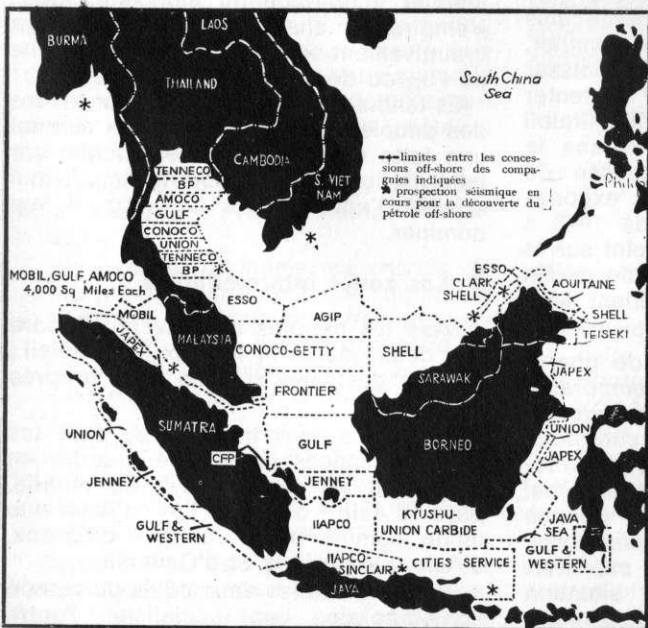 LAOS
BURMA
THAILAND
South China
Sea
CAMBODIA
S. VIET
NAM
limites entre les conces-
sions off-shore des compa-
gnies indiquées
prospection séismique en
cours pour la découverte du
pétrole off-shore
Philip
TENNECO
BP
AMOCO
GULF
CONOCO
UNION
TENNECO
BP
MOBIL, GULF, AMOCO
4,000 Sq. Miles Each
MOBIL
JAPEX
ESSO
MALAYSIA
AGIP
CONOCO-GETTY
FRONTIER
SHELL
ESSO
CLARK
SHELL
AQUITAINE
SHELL
TEISEKI
JAPEX
SARAWAK
SUMATRA
GULF
BORNEO
UNION
JAPEX
UNION
CFP
JENNEY
JENNEY
IIAPCO
KYUSHU-
UNION CARBIDE
JAVA
SEA
GULF &
WESTERN
GULF &
WESTERN
IIAPCO-
SINCLAIR
CITIES SERVICE
JAVA